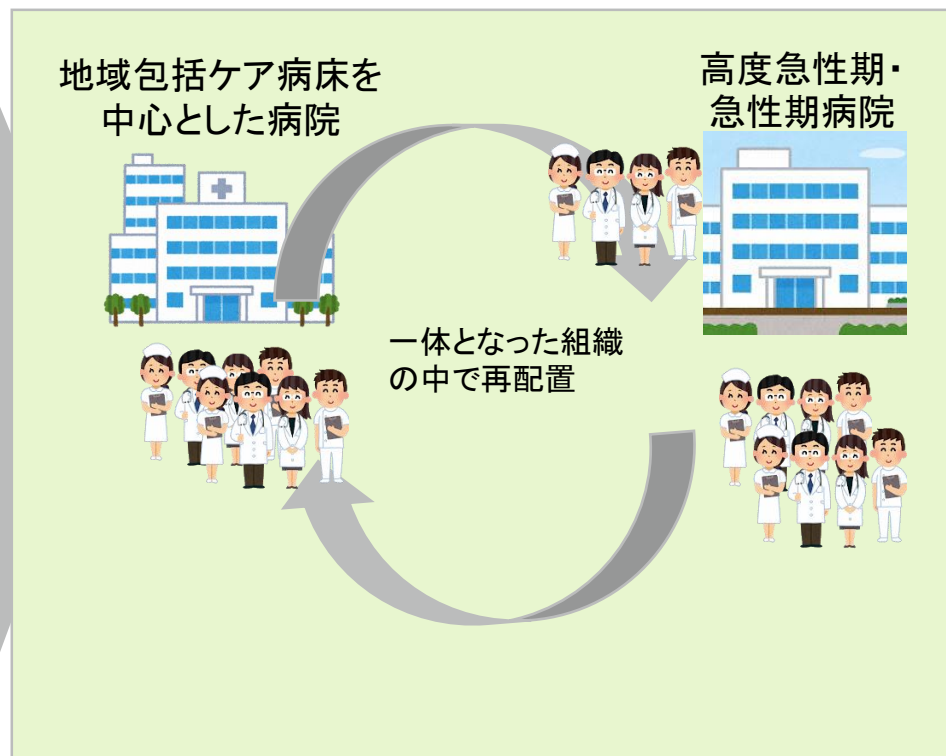 地域包括ケア病床を
中心とした病院
高度急性期・
急性期病院
一体となった組織
の中で再配置